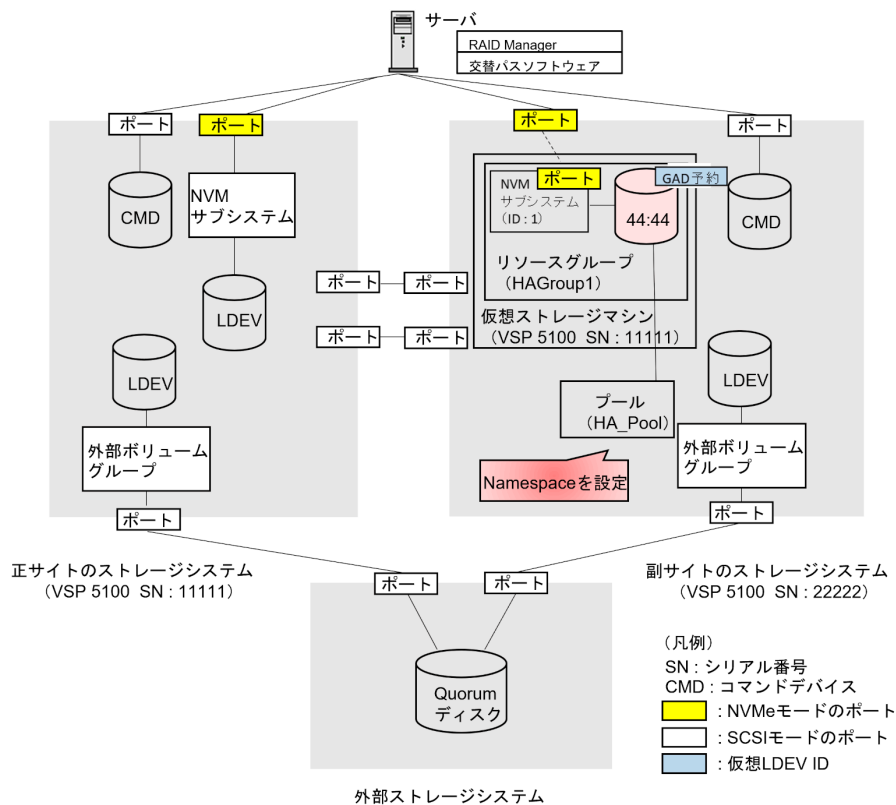 サーバ
RAID Manager
交替パスソフトウェア
ポート
ポート
ポート
ポート
CMD
NVM
サブシステム
LDEV
LDEV
外部ボリューム
グループ
ポート
ポート
ポート
ポート
ポート
NVM
サブシステム
(ID : 1)
ポート
GAD予約
44:44
CMD
リソースグループ
(HAGroup1)
仮想ストレージマシン
(VSP 5100 SN : 11111)
LDEV
プール
(HA_Pool)
外部ボリューム
グループ
Namespaceを設定
ポート
正サイトのストレージシステム
(VSP 5100 SN : 11111)
副サイトのストレージシステム
(VSP 5100 SN : 22222)
ポート
ポート
Quorum
ディスク
外部ストレージシステム
(凡例)
SN : シリアル番号
CMD : コマンドデバイス
: NVMeモードのポート
: SCSIモードのポート
: 仮想LDEV ID